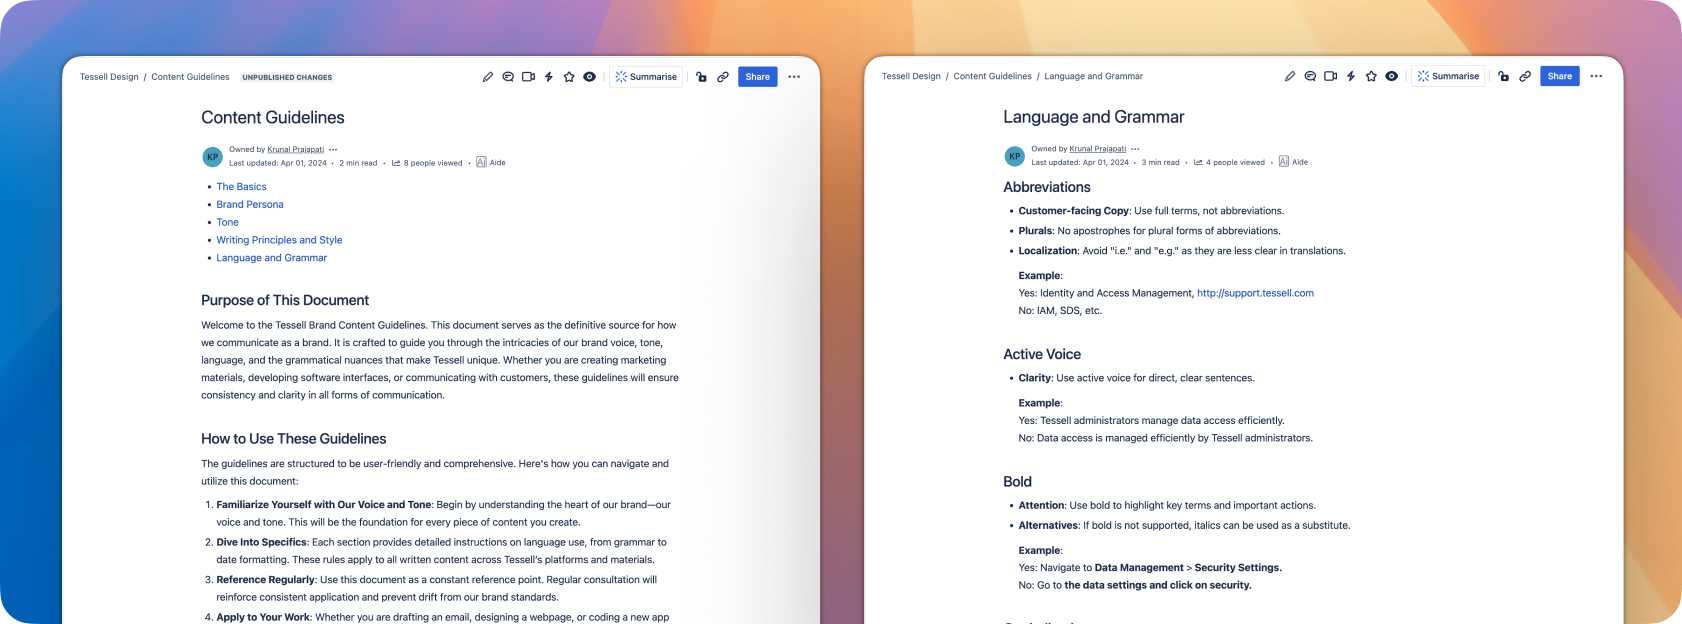 Tessell Design / Content Guidelines UNPUBLISHED CHANGES
Summarise
Share
Content Guidelines
KP
Owned by Krunal Prajapati
Last updated: Apr 01, 2024 • 2 min read • 8 people viewed • Aide
• The Basics
• Brand Persona
• Tone
• Writing Principles and Style
• Language and Grammar
Purpose of This Document
Welcome to the Tessell Brand Content Guidelines. This document serves as the definitive source for how
we communicate as a brand. It is crafted to guide you through the intricacies of our brand voice, tone,
language, and the grammatical nuances that make Tessell unique. Whether you are creating marketing
materials, developing software interfaces, or communicating with customers, these guidelines will ensure
consistency and clarity in all forms of communication.
How to Use These Guidelines
The guidelines are structured to be user-friendly and comprehensive. Here's how you can navigate and
utilize this document:
1. Familiarize Yourself with Our Voice and Tone: Begin by understanding the heart of our brand—our
voice and tone. This will be the foundation for every piece of content you create.
2. Dive Into Specifics: Each section provides detailed instructions on language use, from grammar to
date formatting. These rules apply to all written content across Tessell's platforms and materials.
3. Reference Regularly: Use this document as a constant reference point. Regular consultation will
reinforce consistent application and prevent drift from our brand standards.
4. Apply to Your Work: Whether you are drafting an email, designing a webpage, or coding a new app
Tessell Design / Content Guidelines / Language and Grammar
Summarise
Share
Language and Grammar
KP
Owned by Krunal Prajapati
Last updated: Apr 01, 2024 • 3 min read • 4 people viewed • Aide
Abbreviations
• Customer-facing Copy: Use full terms, not abbreviations.
• Plurals: No apostrophes for plural forms of abbreviations.
• Localization: Avoid "i.e." and "e.g." as they are less clear in translations.
Example:
Yes: Identity and Access Management, http://support.tessell.com
No: IAM, SDS, etc.
Active Voice
• Clarity: Use active voice for direct, clear sentences.
Example:
Yes: Tessell administrators manage data access efficiently.
No: Data access is managed efficiently by Tessell administrators.
Bold
• Attention: Use bold to highlight key terms and important actions.
• Alternatives: If bold is not supported, italics can be used as a substitute.
Example:
Yes: Navigate to Data Management > Security Settings.
No: Go to the data settings and click on security.